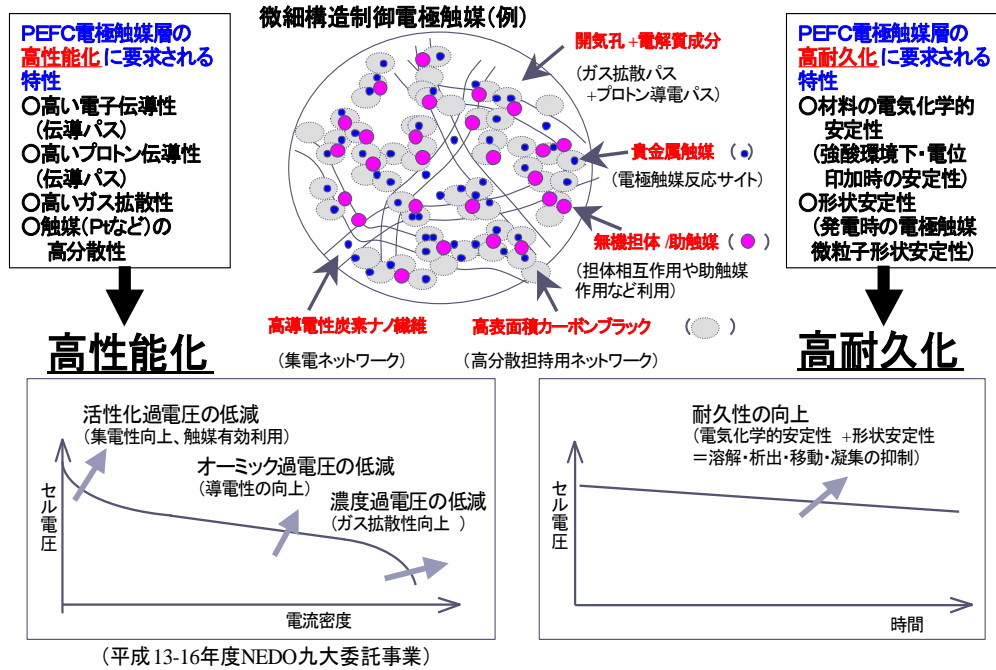 微細構造制御電極触媒(例)
PEFC電極触媒層の
高性能化に要求される
特性
○高い電子伝導性
(伝導パス)
○高いプロトン伝導性
(伝導パス)
○高いガス拡散性
○触媒(Ptなど)の
高分散性
高性能化
開気孔+電解質成分
(ガス拡散パス
+プロトン導電パス)
貴金属触媒 ( )
(電極触媒反応サイト)
無機担体/助触媒 ( )
(担体相互作用や助触媒
作用など利用)
高導電性炭素ナノ繊維
(集電ネットワーク)
高表面積カーボンブラック ( )
(高分散担持用ネットワーク)
PEFC電極触媒層の
高耐久化に要求される
特性
○材料の電気化学的
安定性
(強酸環境下・電位
印加時の安定性)
○形状安定性
(発電時の電極触媒
微粒子形状安定性)
高耐久化
活性化過電圧の低減
(集電性向上、触媒有効利用)
オーミック過電圧の低減
(導電性の向上)
濃度過電圧の低減
(ガス拡散性向上 )
セル電圧
電流密度
耐久性の向上
(電気化学的安定性 +形状安定性
=溶解・析出・移動・凝集の抑制)
セル電圧
時間
(平成13-16年度NEDO九大委託事業)